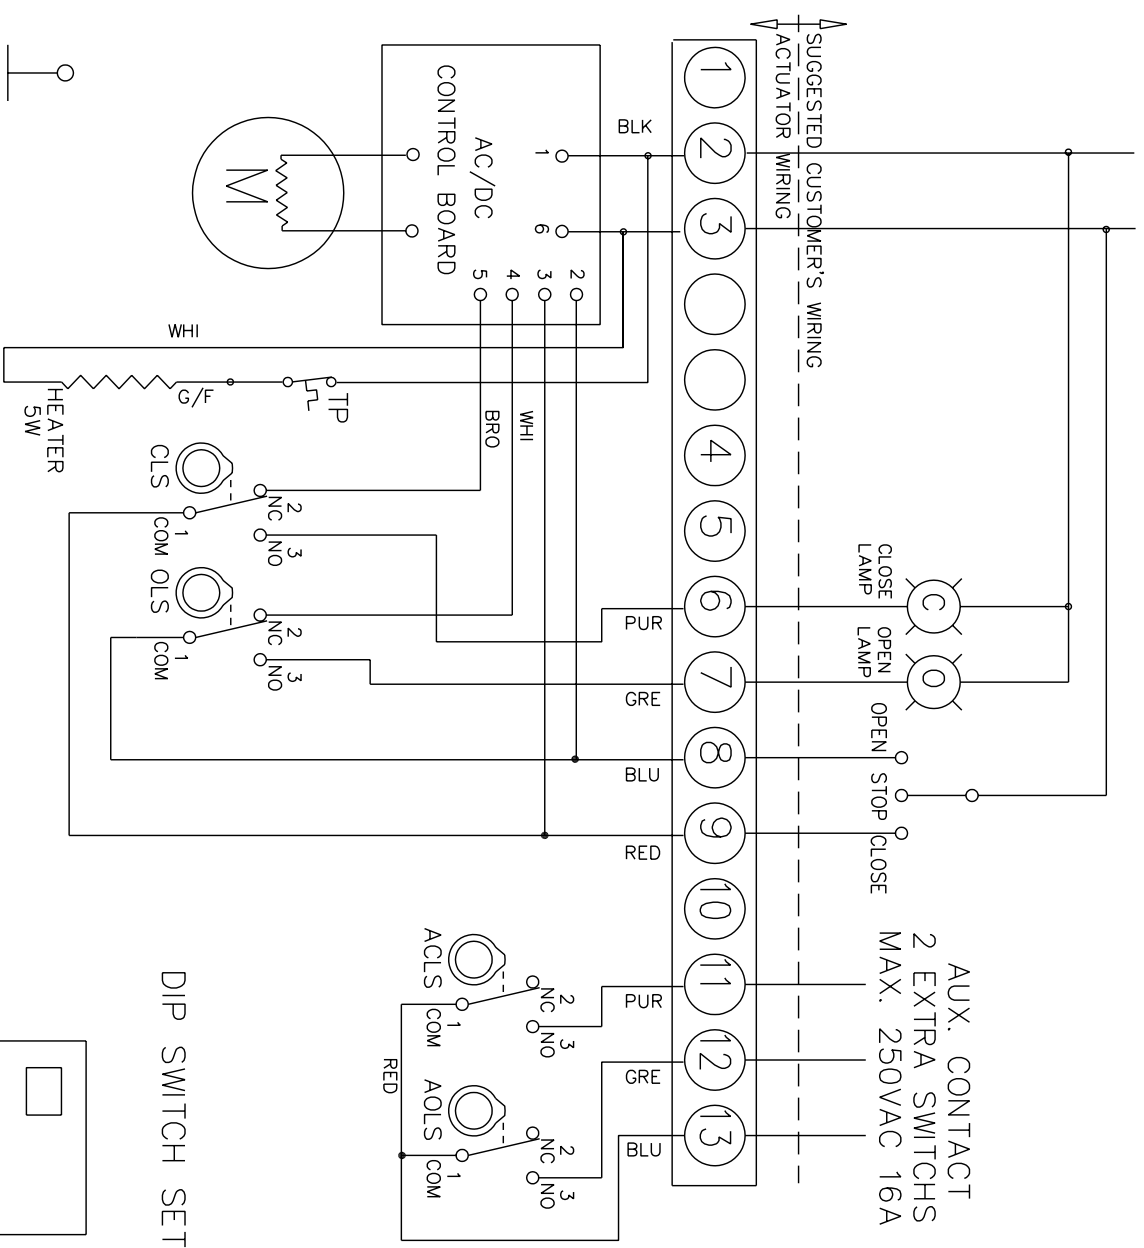 SUGGESTED CUSTOMER'S WIRING
ACTUATOR WIRING
1
2
3
4
5
6
7
8
9
10
11
12
13
BLK
CONTROL BOARD
AC/DC
1
6
5
4
3
2
M
WHI
G/F
TP
HEATER
5W
BRO
WHI
CLS
2
NC
1
COM
3
NO
OLS
2
NC
1
COM
3
NO
PUR
GRE
BLU
RED
CLOSE
LAMP
C
OPEN
LAMP
O
OPEN
STOP
CLOSE
AUX. CONTACT
2 EXTRA SWITCHS
MAX. 250VAC 16A
ACLS
2
NC
1
COM
3
NO
AOLS
2
NC
1
COM
3
NO
RED
PUR
GRE
BLU
DIP SWITCH SET